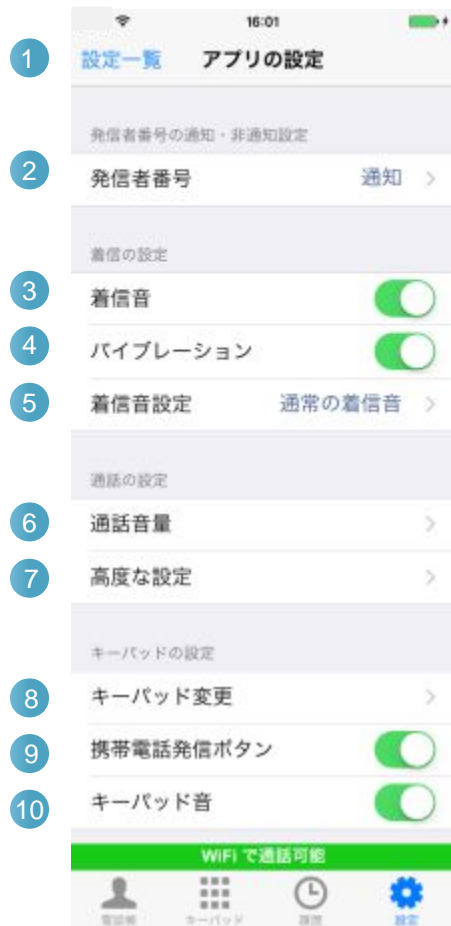 16:01
1 設定一覧 アプリの設定
発信者番号の通知・非通知設定
2 発信者番号 通知
着信の設定
3 着信音
4 バイブレーション
5 着信音設定 通常の着信音
通話の設定
6 通話音量
7 高度な設定
キーパッドの設定
8 キーパッド変更
9 携帯電話発信ボタン
10 キーパッド音
WiFi で通話可能
電話帳 キーパッド 履歴 設定